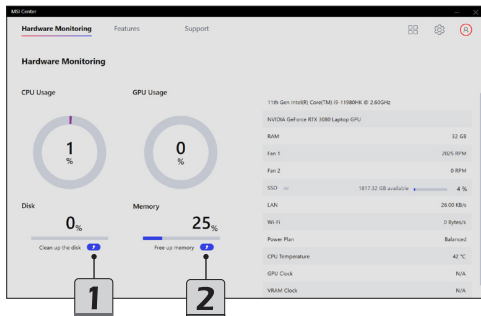 MSI Center
Hardware Monitoring
Features
Support
Hardware Monitoring
CPU Usage
GPU Usage
1
%
0
%
Disk
Memory
0%
25%
Clean up the disk
Free up memory
1
2
11th Gen Intel(R) Core(TM) i9-11980HK @ 2.60GHz
NVIDIA GeForce RTX 3080 Laptop GPU
RAM 32 GB
Fan 1 2025 RPM
Fan 2 0 RPM
SSD 1817.32 GB available 4 %
LAN 26.00 KB/s
Wi-Fi 0 Bytes/s
Power Plan Balanced
CPU Temperature 42 °C
GPU Clock N/A
VRAM Clock N/A